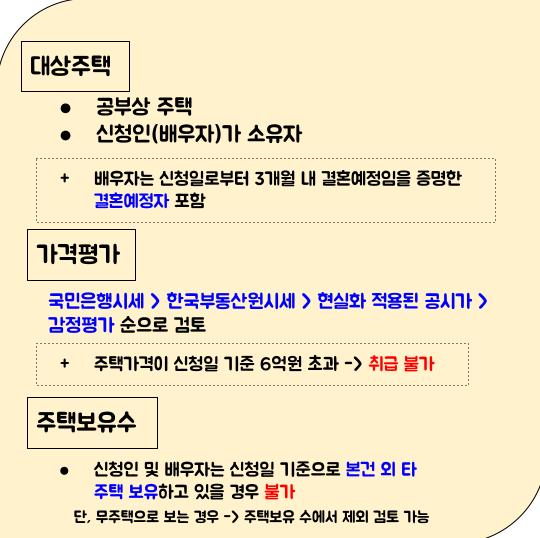 대상주택
● 공부상 주택
● 신청인(배우자)가 소유자
+ 배우자는 신청일로부터 3개월 내 결혼예정임을 증명한
결혼예정자 포함
가격평가
국민은행시세 > 한국부동산원시세 > 현실화 적용된 공시가 >
감정평가 순으로 검토
+ 주택가격이 신청일 기준 6억원 초과 -> 취급 불가
주택보유수
● 신청인 및 배우자는 신청일 기준으로 본건 외 타
주택 보유하고 있을 경우 불가
단, 무주택으로 보는 경우 -> 주택보유 수에서 제외 검토 가능